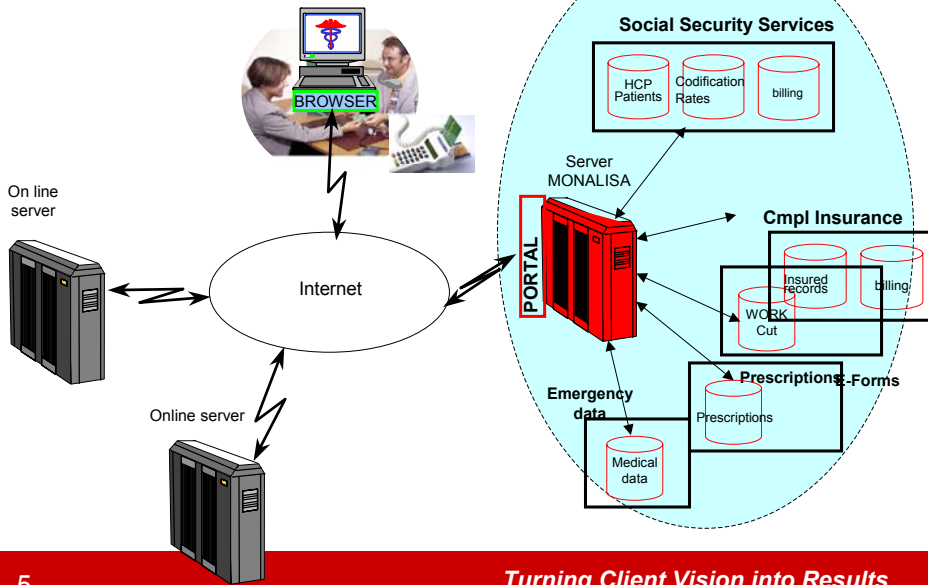 Social Security Services
HCP
Patients
Codification
Rates
billing
BROWSER
Server
MONALISA
On line
server
Cmpl Insurance
PORTAL
Insured
records
billing
Internet
WORK
Cut
Prescriptions
E-Forms
Emergency
data
Prescriptions
Online server
Medical
data
5
Turning Client Vision into Results